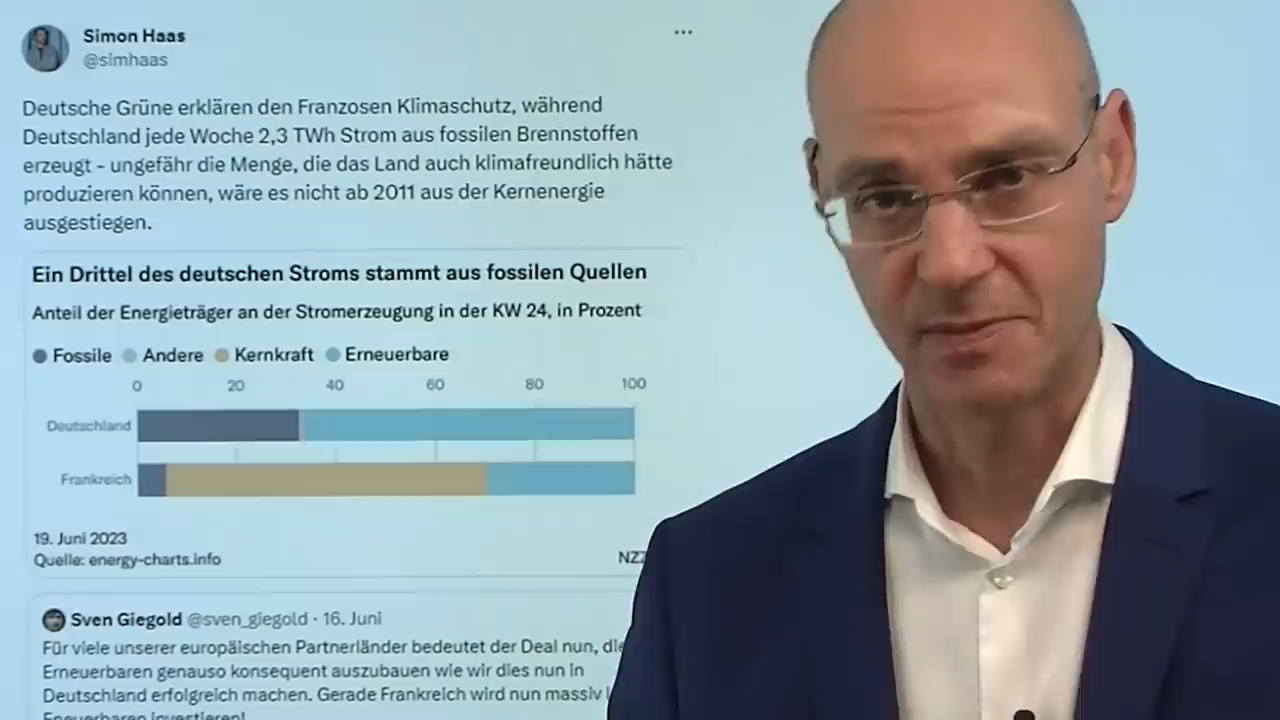 Simon Haas
@simhaas
Deutsche Grüne erklären den Franzosen Klimaschutz, während
Deutschland jede Woche 2,3 TWh Strom aus fossilen Brennstoffen
erzeugt - ungefähr die Menge, die das Land auch klimafreundlich hätte
produzieren können, wäre es nicht ab 2011 aus der Kernenergie
ausgestiegen.
Ein Drittel des deutschen Stroms stammt aus fossilen Quellen
Anteil der Energieträger an der Stromerzeugung in der KW 24, in Prozent
Fossile Andere Kernkraft Erneuerbare
0 20 40 60 80 100
Deutschland
Frankreich
19. Juni 2023
Quelle: energy-charts.info NZZ
Sven Giegold @sven_giegold · 16. Juni
Für viele unserer europäischen Partnerländer bedeutet der Deal nun, die
Erneuerbaren genauso konsequent auszubauen wie wir dies nun in
Deutschland erfolgreich machen. Gerade Frankreich wird nun massiv
Erneuerbaren investieren!